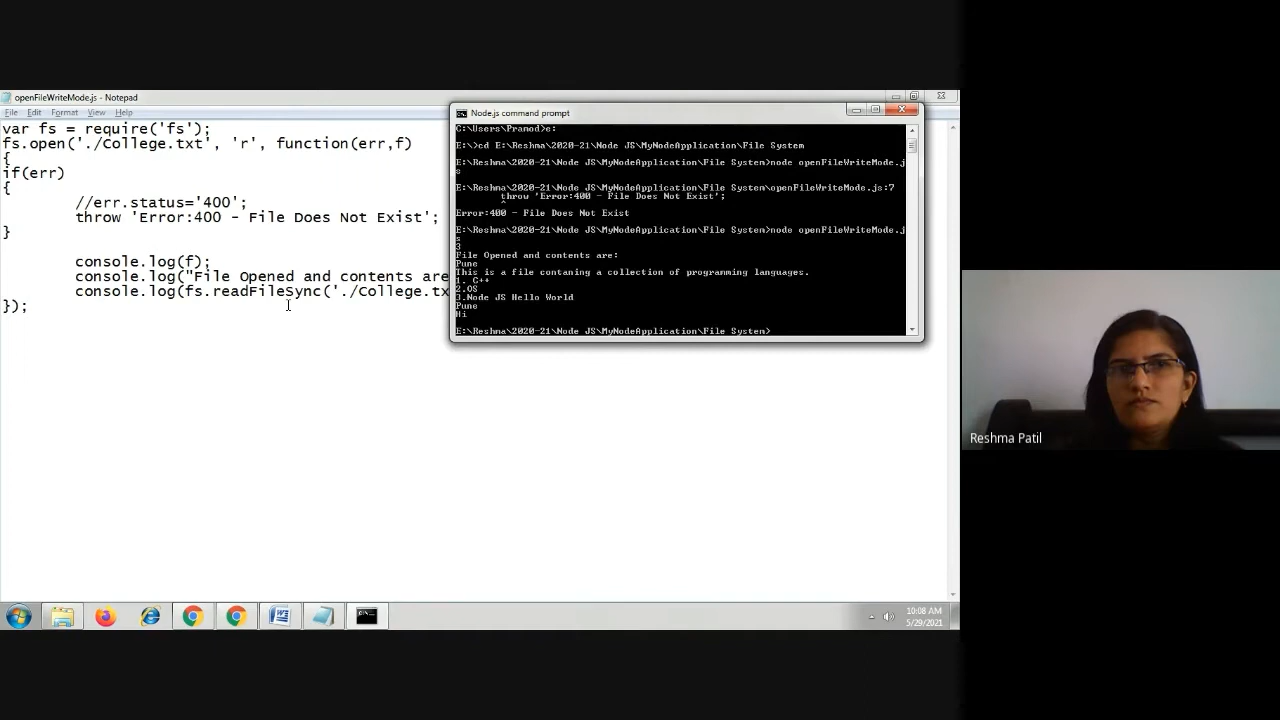 openFileWriteMode.js - Notepad
File Edit Format View Help
var fs = require('fs');
fs.open('./College.txt', 'r', function(err,f)
{
if(err)
{
//err.status='400';
throw 'Error:400 - File Does Not Exist';
}
console.log(f);
console.log("File Opened and contents are
console.log(fs.readFileSync('./College.tx
});
Node.js command prompt
C:\Users\Pramod>e:
E:\>cd E:\Reshma\2020-21\Node JS\MyNodeApplication\File System
E:\Reshma\2020-21\Node JS\MyNodeApplication\File System>node openFileWriteMode.j
s
E:\Reshma\2020-21\Node JS\MyNodeApplication\File System\openFileWriteMode.js:7
throw 'Error:400 - File Does Not Exist';
^
Error:400 - File Does Not Exist
E:\Reshma\2020-21\Node JS\MyNodeApplication\File System>node openFileWriteMode.j
s
3
File Opened and contents are:
Pune
This is a file contaning a collection of programming languages.
1. C++
2.OS
3.Node JS Hello World
Pune
Hi
E:\Reshma\2020-21\Node JS\MyNodeApplication\File System>
Reshma Patil
10:08 AM
5/29/2021